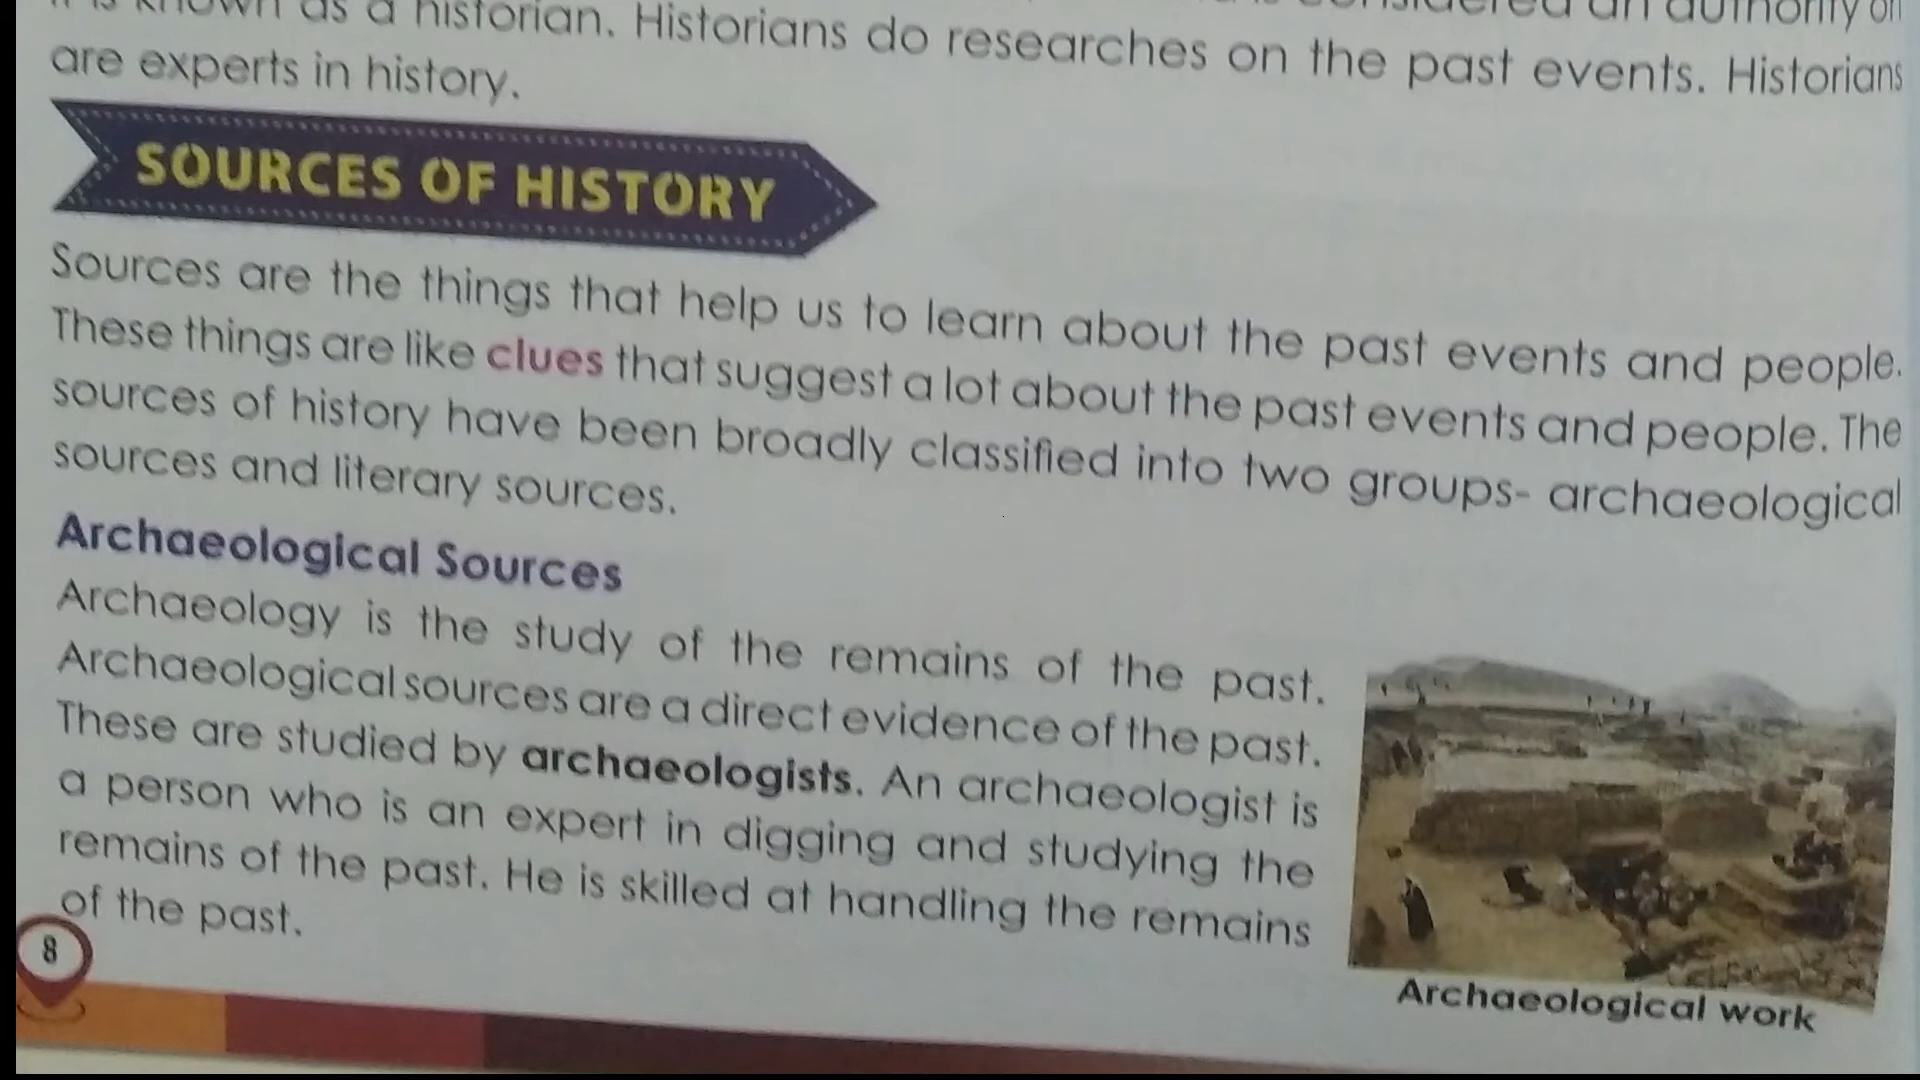 known as a historian. Historians do researches on the past events. Historians
are experts in history.
SOURCES OF HISTORY
Sources are the things that help us to learn about the past events and people.
These things are like clues that suggest a lot about the past events and people. The
sources of history have been broadly classified into two groups- archaeological
sources and literary sources.
Archaeological Sources
Archaeology is the study of the remains of the past.
Archaeological sources are a direct evidence of the past.
These are studied by archaeologists. An archaeologist is
a person who is an expert in digging and studying the
remains of the past. He is skilled at handling the remains
of the past.
Archaeological work
8